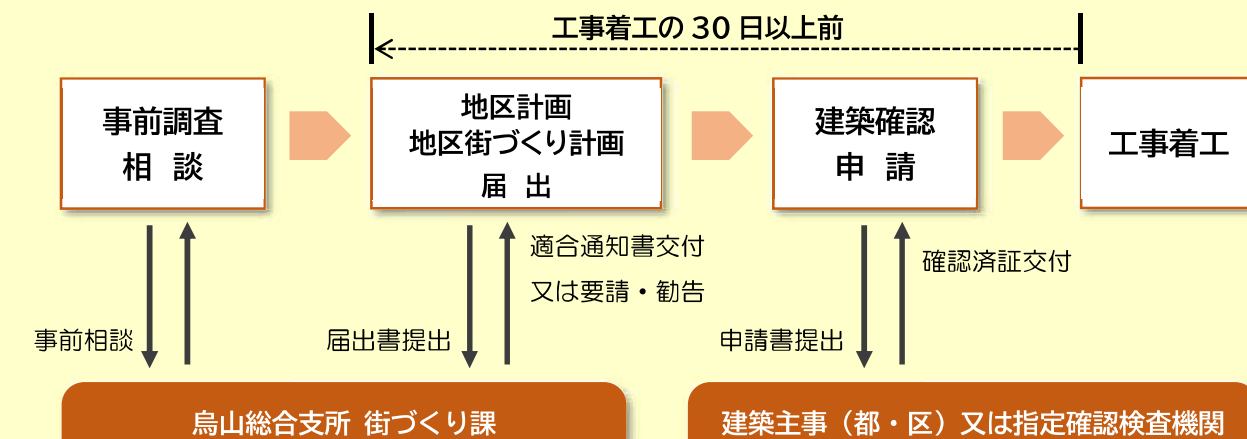 工事着工の 30 日以上前
事前調査
相 談
地区計画
地区街づくり計画
届 出
建築確認
申 請
工事着工
適合通知書交付
又は要請・勧告
確認済証交付
事前相談
届出書提出
申請書提出
烏山総合支所 街づくり課
建築主事（都・区）又は指定確認検査機関